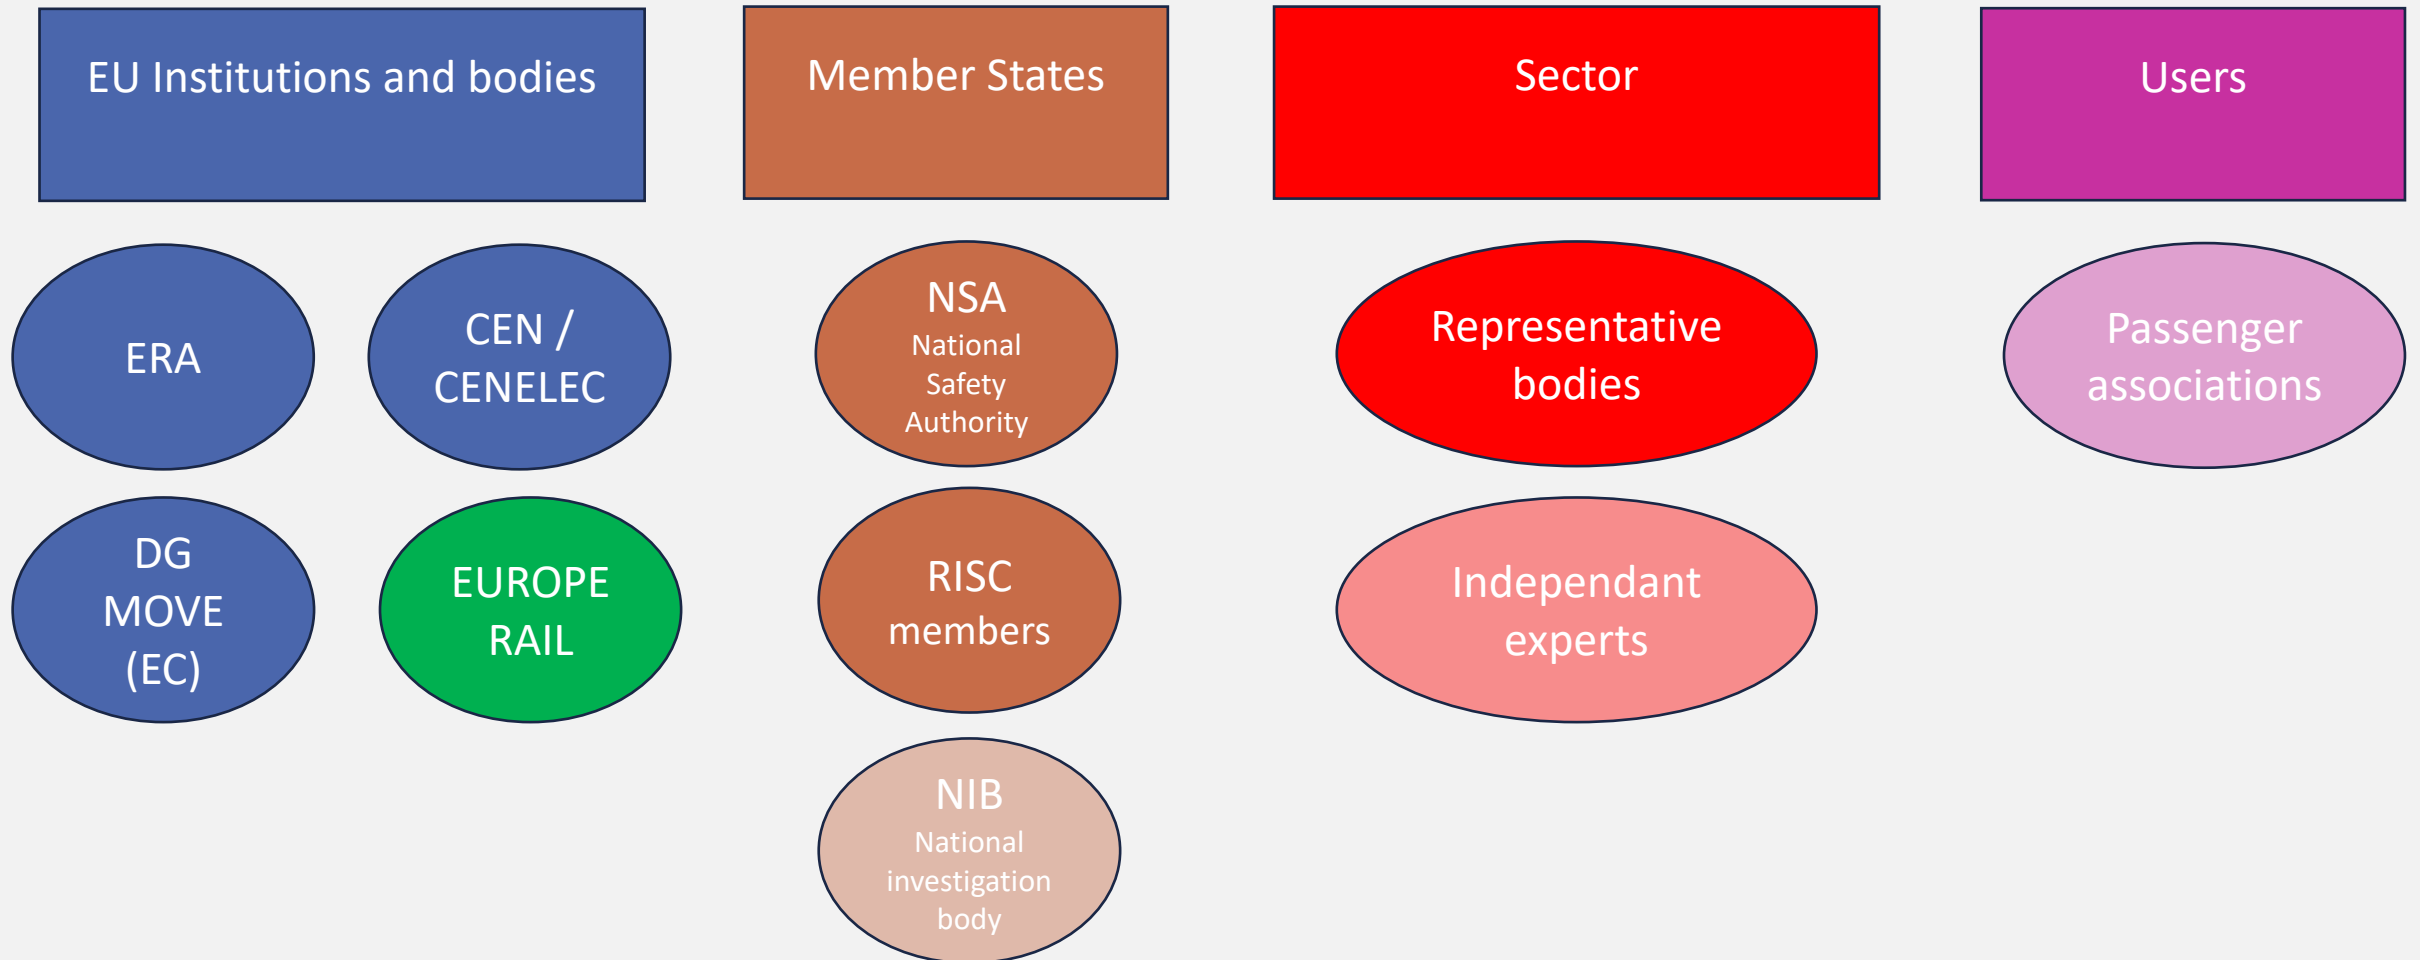 EU Institutions and bodies
Member States
Sector
Users
ERA
CEN /
CENELEC
DG
MOVE
(EC)
EUROPE
RAIL
NSA
National
Safety
Authority
RISC
members
NIB
National
investigation
body
Representative
bodies
Independant
experts
Passenger
associations